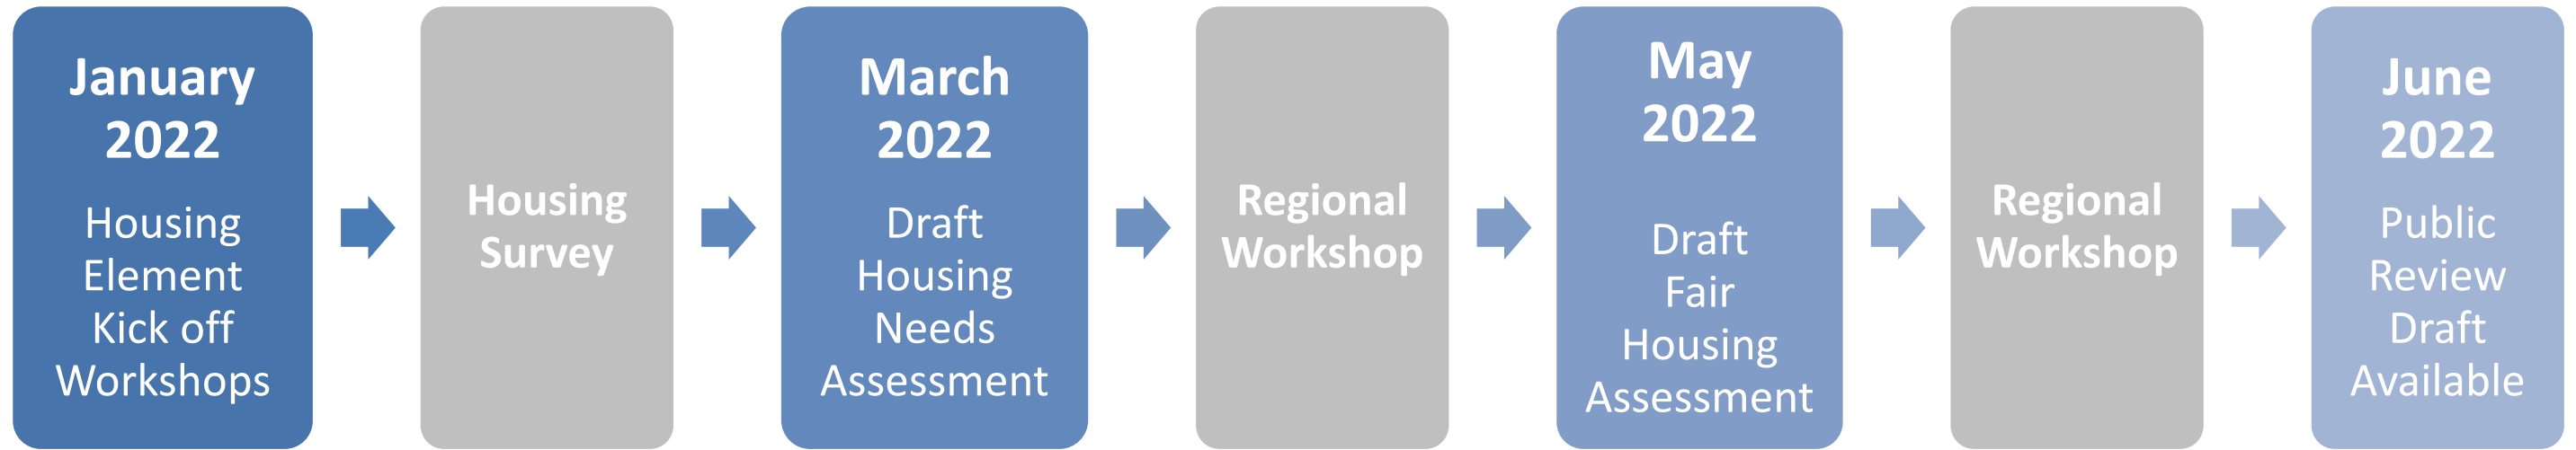 January
2022
Housing
Element
Kick off
Workshops
Housing
Survey
March
2022
Draft
Housing
Needs
Assessment
Regional
Workshop
May
2022
Draft
Fair
Housing
Assessment
Regional
Workshop
June
2022
Public
Review
Draft
Available